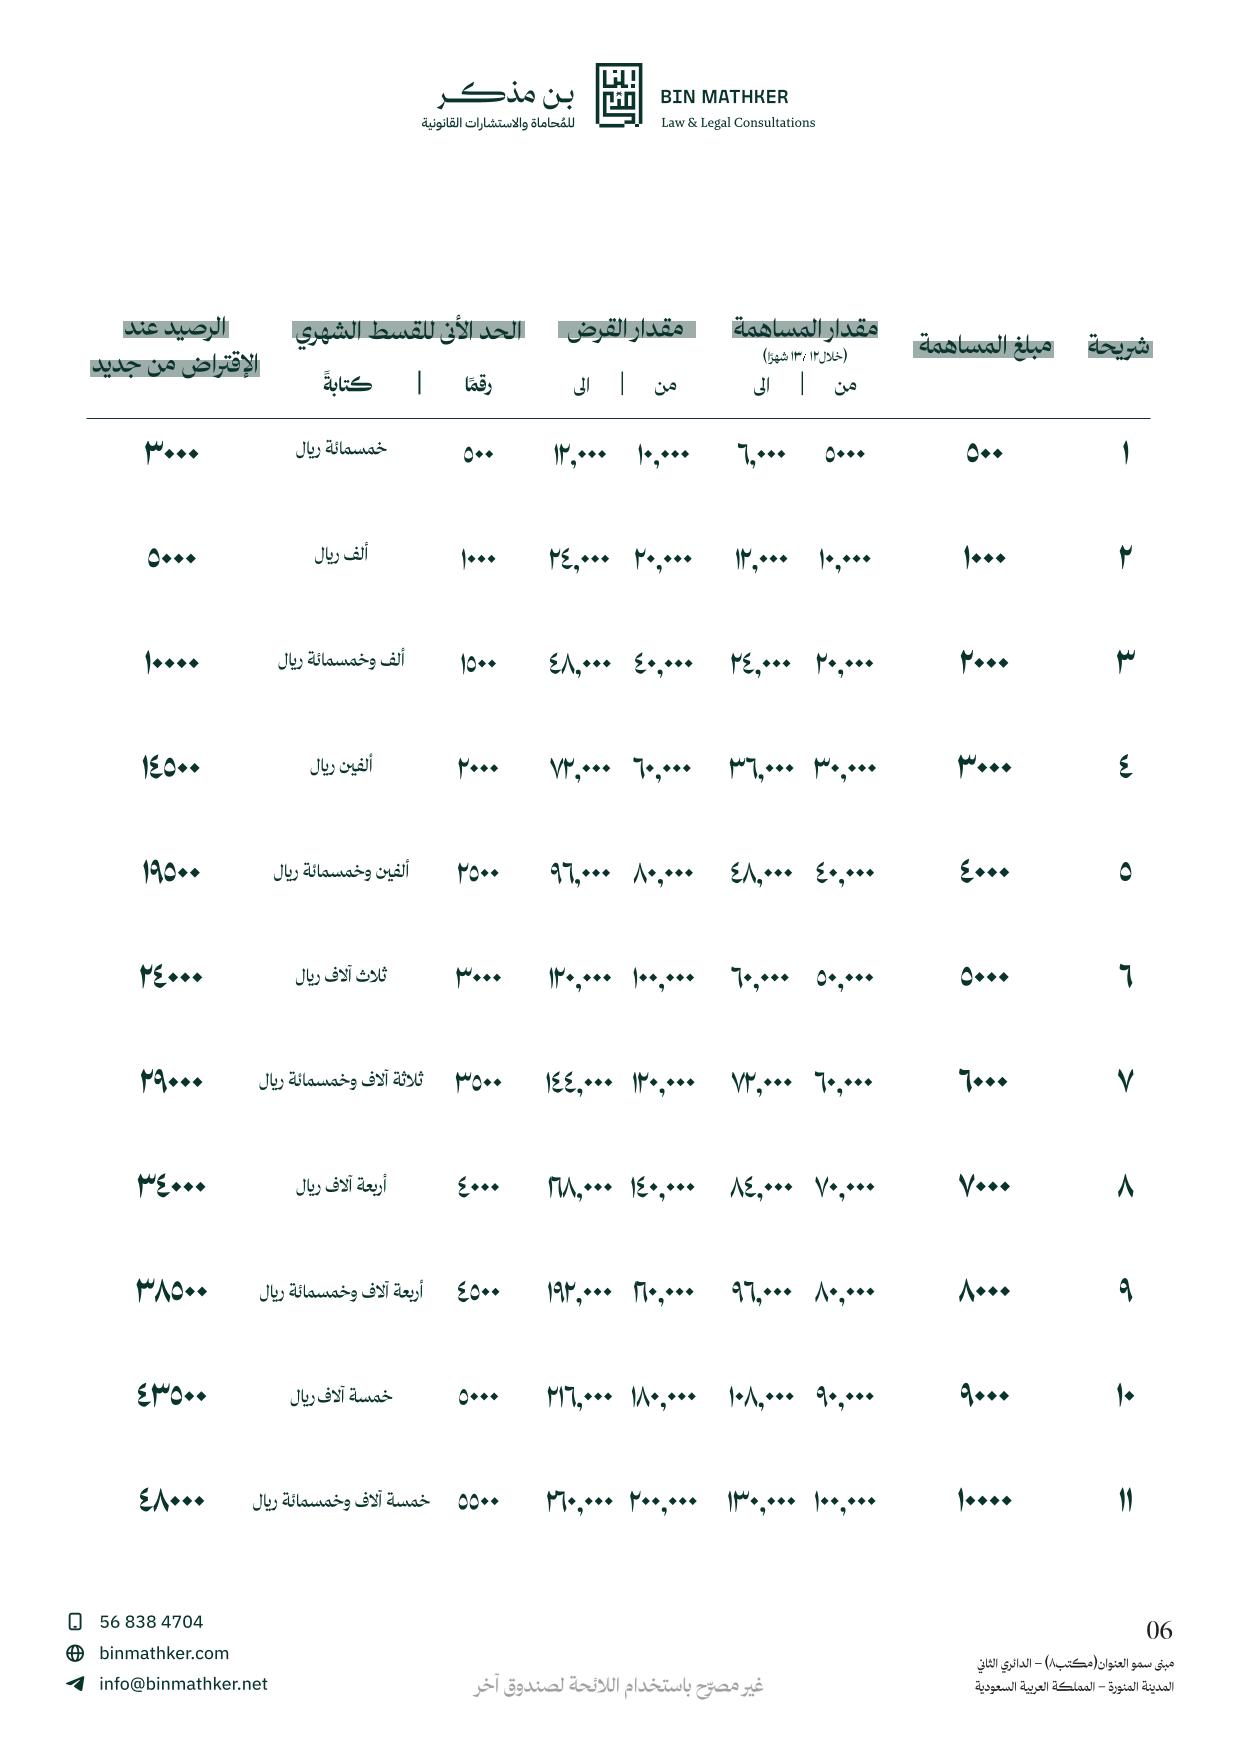 بن مذكر BIN MATHKER
للمُحاماة والاستشارات القانونية Law & Legal Consultations
شريحة مبلغ المساهمة مقدار المساهمة مقدار القرض الحد الأنى للقسط الشهري الرصيد عند الإقتراض من جديد
(خلال١٢ /١٣ شهرًا)
من | الى من | الى رقمًا | كتابةً
١ ٥٠٠ ٥٠٠٠ ٦,٠٠٠ ١٠,٠٠٠ ١٢,٠٠٠ ٥٠٠ خمسمائة ريال ٣٠٠٠
٢ ١٠٠٠ ١٠,٠٠٠ ١٢,٠٠٠ ٢٠,٠٠٠ ٢٤,٠٠٠ ١٠٠٠ ألف ريال ٥٠٠٠
٣ ٢٠٠٠ ٢٠,٠٠٠ ٢٤,٠٠٠ ٤٠,٠٠٠ ٤٨,٠٠٠ ١٥٠٠ ألف وخمسمائة ريال ١٠٠٠٠
٤ ٣٠٠٠ ٣٠,٠٠٠ ٣٦,٠٠٠ ٦٠,٠٠٠ ٧٢,٠٠٠ ٢٠٠٠ ألفين ريال ١٤٥٠٠
٥ ٤٠٠٠ ٤٠,٠٠٠ ٤٨,٠٠٠ ٨٠,٠٠٠ ٩٦,٠٠٠ ٢٥٠٠ ألفين وخمسمائة ريال ١٩٥٠٠
٦ ٥٠٠٠ ٥٠,٠٠٠ ٦٠,٠٠٠ ١٠٠,٠٠٠ ١٢٠,٠٠٠ ٣٠٠٠ ثلاث آلاف ريال ٢٤٠٠٠
٧ ٦٠٠٠ ٦٠,٠٠٠ ٧٢,٠٠٠ ١٢٠,٠٠٠ ١٤٤,٠٠٠ ٣٥٠٠ ثلاثة آلاف وخمسمائة ريال ٢٩٠٠٠
٨ ٧٠٠٠ ٧٠,٠٠٠ ٨٤,٠٠٠ ١٤٠,٠٠٠ ١٦٨,٠٠٠ ٤٠٠٠ أربعة آلاف ريال ٣٤٠٠٠
٩ ٨٠٠٠ ٨٠,٠٠٠ ٩٦,٠٠٠ ١٦٠,٠٠٠ ١٩٢,٠٠٠ ٤٥٠٠ أربعة آلاف وخمسمائة ريال ٣٨٥٠٠
١٠ ٩٠٠٠ ٩٠,٠٠٠ ١٠٨,٠٠٠ ١٨٠,٠٠٠ ٢١٦,٠٠٠ ٥٠٠٠ خمسة آلاف ريال ٤٣٥٠٠
١١ ١٠٠٠٠ ١٠٠,٠٠٠ ١٣٠,٠٠٠ ٢٠٠,٠٠٠ ٢٦٠,٠٠٠ ٥٥٠٠ خمسة آلاف وخمسمائة ريال ٤٨٠٠٠
06
مبنى سمو العنوان(مكتب٨) – الدائري الثاني
المدينة المنورة – المملكة العربية السعودية
غير مصرّح باستخدام اللائحة لصندوق آخر
56 838 4704
binmathker.com
info@binmathker.net